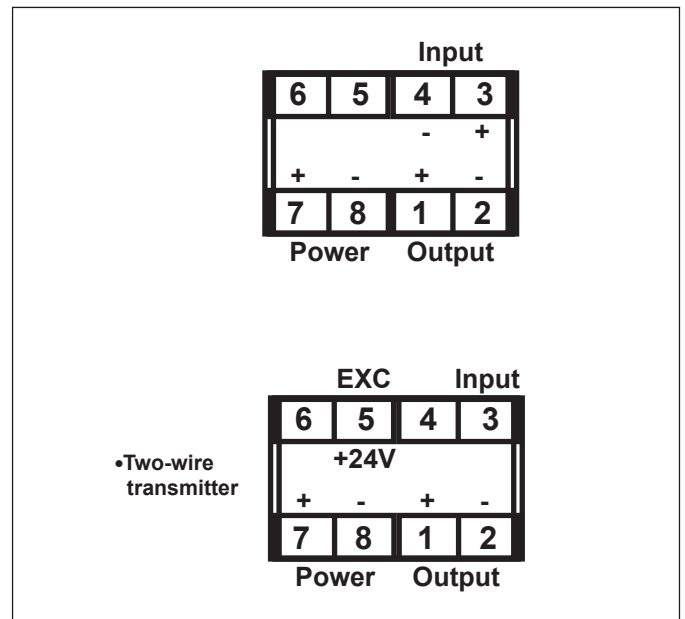 Input
6 5 4 3
- +
+ - + -
7 8 1 2
Power Output
EXC Input
6 5 4 3
+24V
•Two-wire
transmitter
+ - + -
7 8 1 2
Power Output